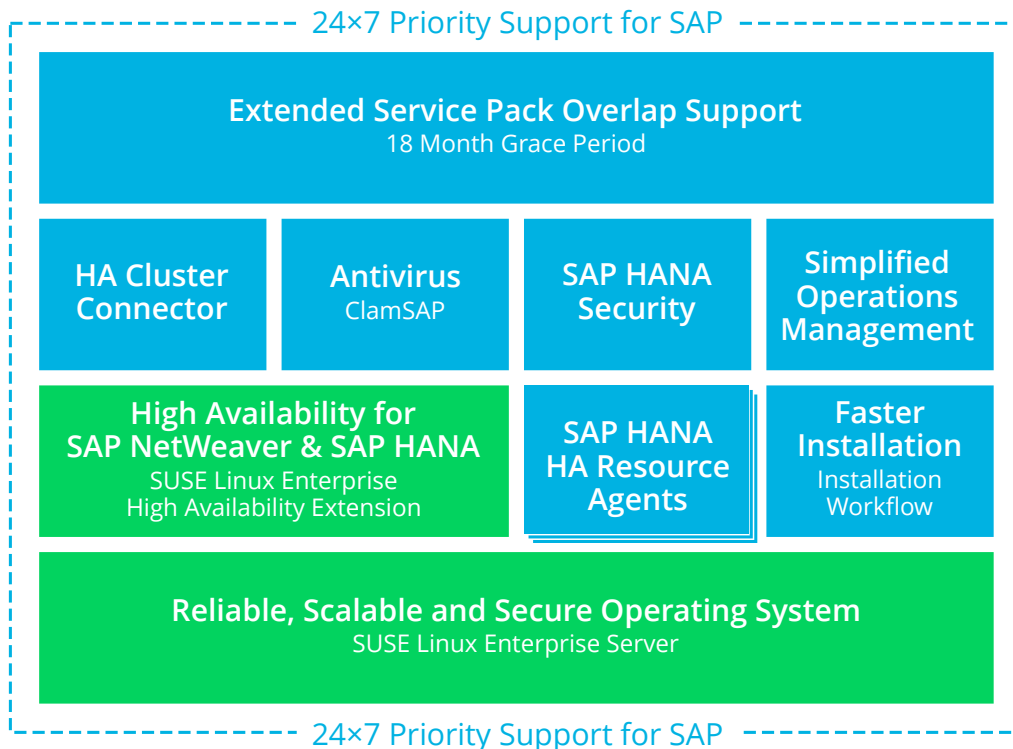 24×7 Priority Support for SAP
Extended Service Pack Overlap Support
18 Month Grace Period
HA Cluster
Connector
Antivirus
ClamSAP
SAP HANA
Security
Simplified
Operations
Management
High Availability for
SAP NetWeaver & SAP HANA
SUSE Linux Enterprise
High Availability Extension
SAP HANA
HA Resource
Agents
Faster
Installation
Installation
Workflow
Reliable, Scalable and Secure Operating System
SUSE Linux Enterprise Server
24×7 Priority Support for SAP